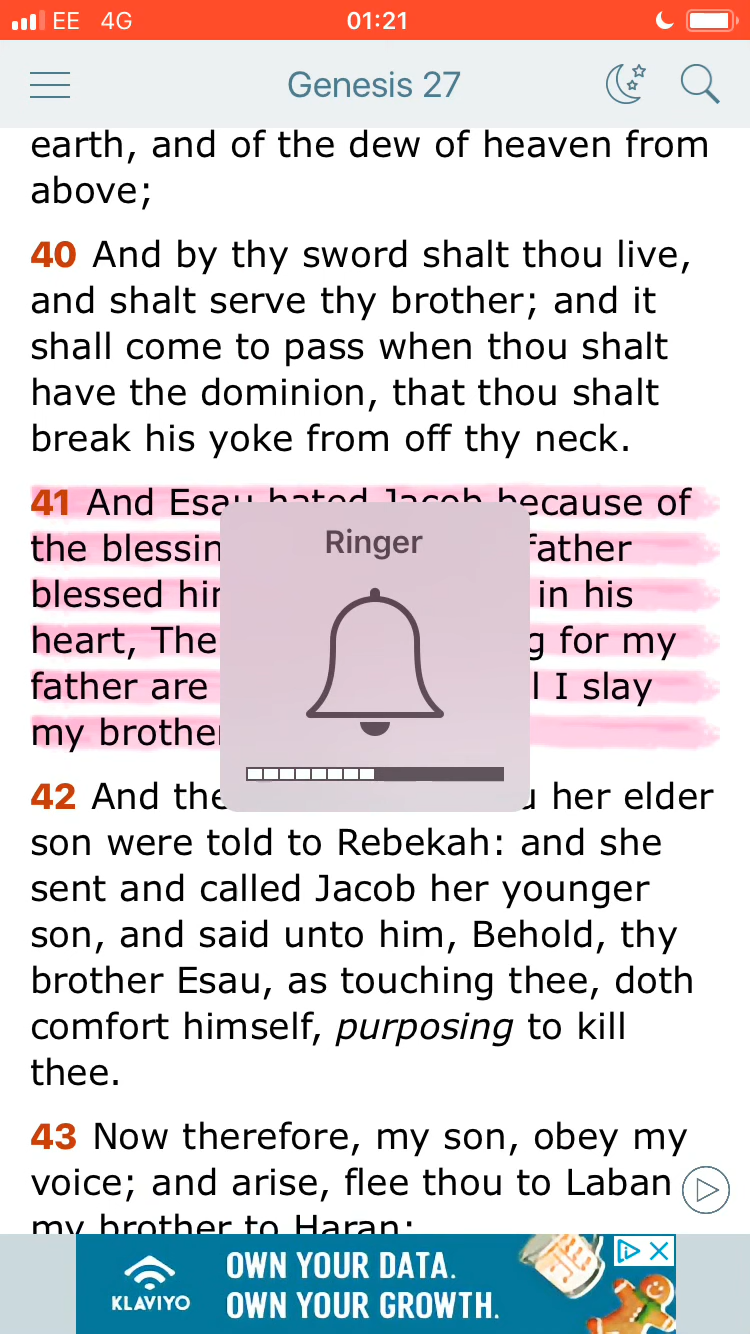 EE 4G 01:21
Genesis 27
earth, and of the dew of heaven from
above;
40 And by thy sword shalt thou live,
and shalt serve thy brother; and it
shall come to pass when thou shalt
have the dominion, that thou shalt
break his yoke from off thy neck.
41 And Esau hated Jacob because of
the father
blessed in his
heart, for my
father are I slay
my
Ringer
42 And her elder
son were told to Rebekah: and she
sent and called Jacob her younger
son, and said unto him, Behold, thy
brother Esau, as touching thee, doth
comfort himself, purposing to kill
thee.
43 Now therefore, my son, obey my
voice; and arise, flee thou to Laban
my brother to Haran;
KLAVIYO
OWN YOUR DATA.
OWN YOUR GROWTH.